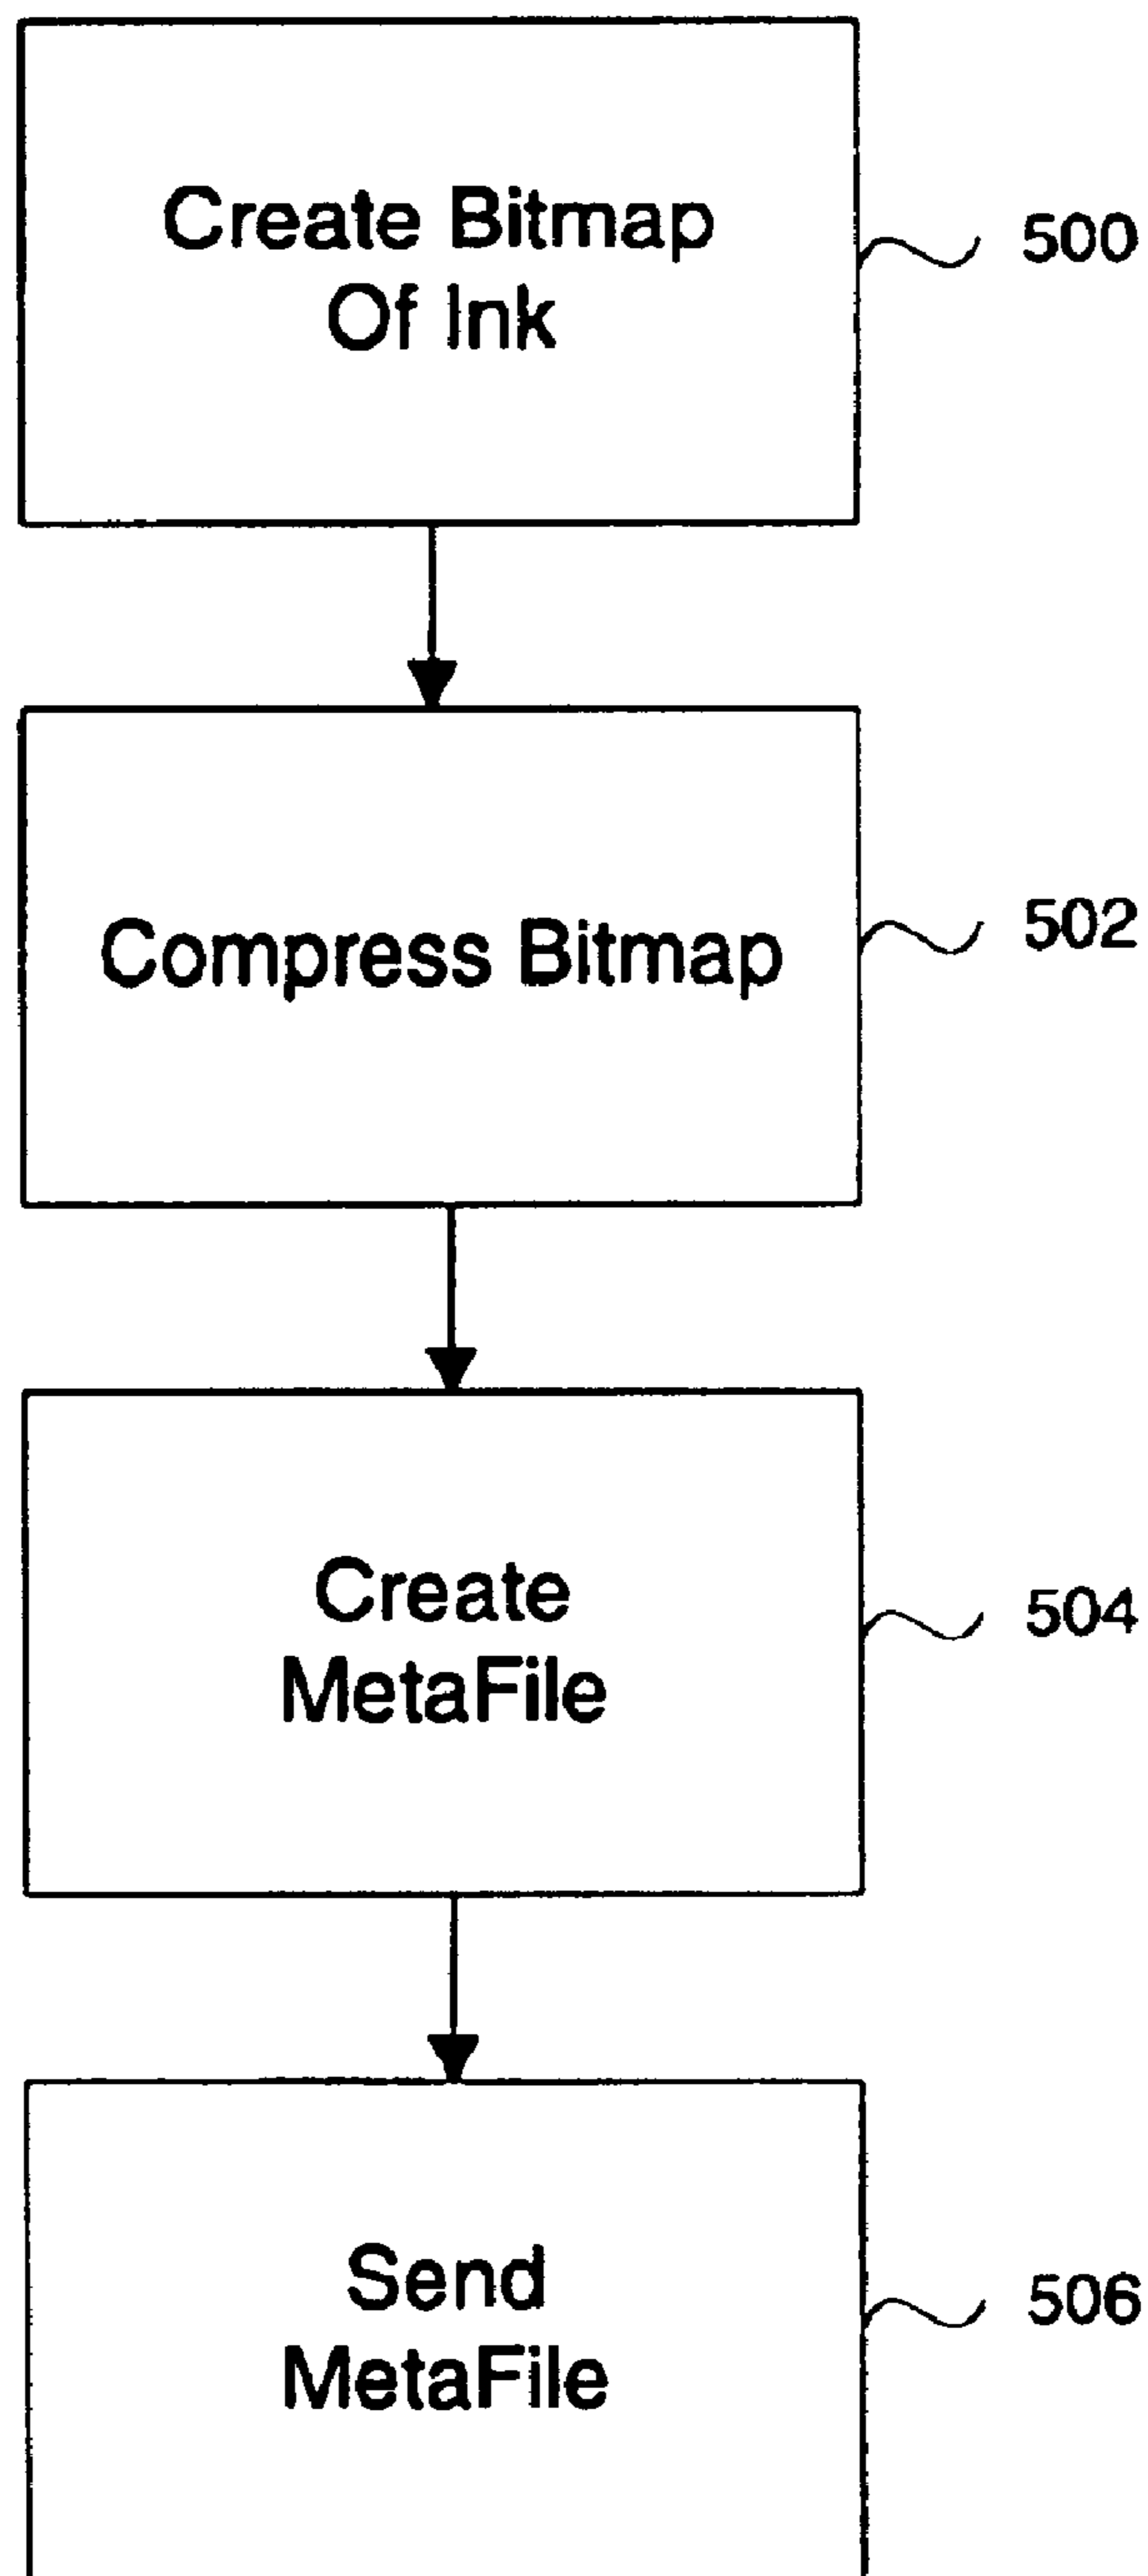 Create Bitmap
Of Ink
500
Compress Bitmap
502
Create
MetaFile
504
Send
MetaFile
506